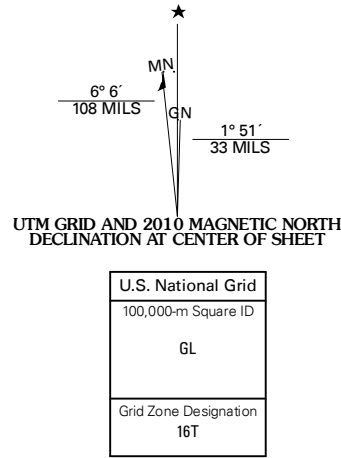 ★
MN.
GN
6° 6´
108 MILS
1° 51´
33 MILS
UTM GRID AND 2010 MAGNETIC NORTH
DECLINATION AT CENTER OF SHEET
U.S. National Grid
100,000-m Square ID
GL
Grid Zone Designation
16T